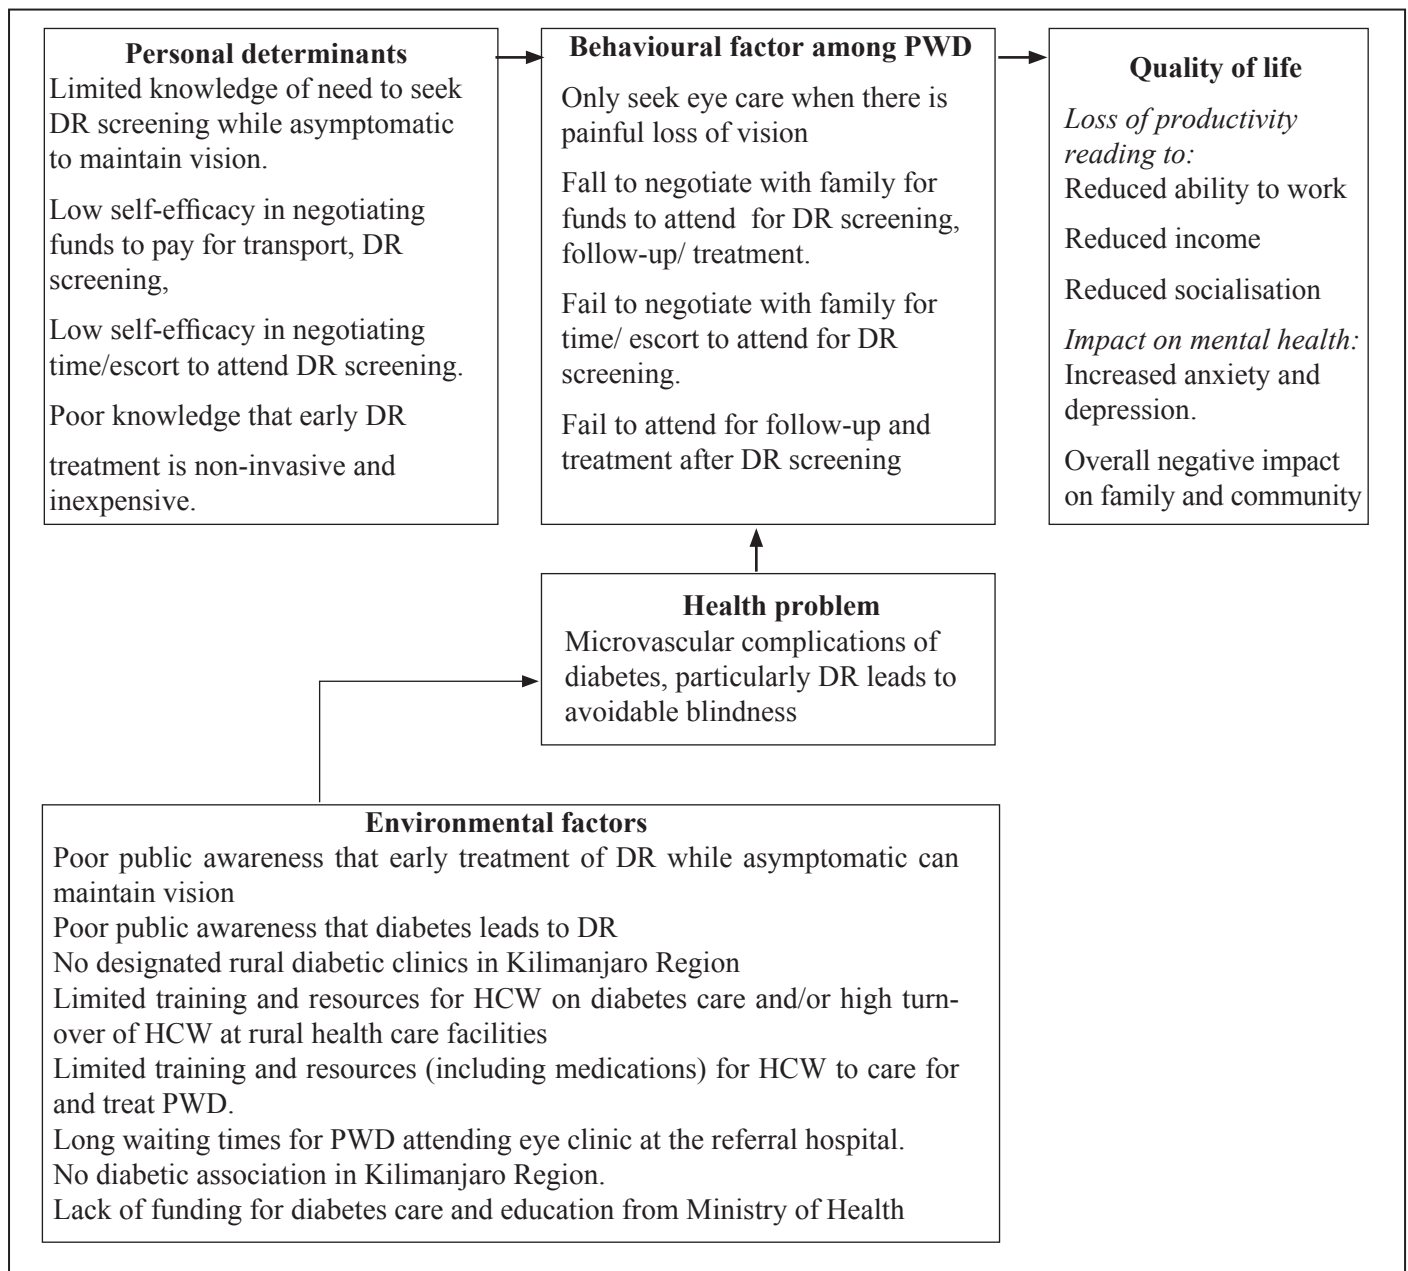 Personal determinants
Limited knowledge of need to seek
DR screening while asymptomatic
to maintain vision.
Low self-efficacy in negotiating
funds to pay for transport, DR
screening,
Low self-efficacy in negotiating
time/escort to attend DR screening.
Poor knowledge that early DR
treatment is non-invasive and
inexpensive.
Behavioural factor among PWD
Only seek eye care when there is
painful loss of vision
Fall to negotiate with family for
funds to attend for DR screening,
follow-up/ treatment.
Fail to negotiate with family for
time/ escort to attend for DR
screening.
Fail to attend for follow-up and
treatment after DR screening
Quality of life
Loss of productivity
reading to:
Reduced ability to work
Reduced income
Reduced socialisation
Impact on mental health:
Increased anxiety and
depression.
Overall negative impact
on family and community
Health problem
Microvascular complications of
diabetes, particularly DR leads to
avoidable blindness
Environmental factors
Poor public awareness that early treatment of DR while asymptomatic can
maintain vision
Poor public awareness that diabetes leads to DR
No designated rural diabetic clinics in Kilimanjaro Region
Limited training and resources for HCW on diabetes care and/or high turn-
over of HCW at rural health care facilities
Limited training and resources (including medications) for HCW to care for
and treat PWD.
Long waiting times for PWD attending eye clinic at the referral hospital.
No diabetic association in Kilimanjaro Region.
Lack of funding for diabetes care and education from Ministry of Health